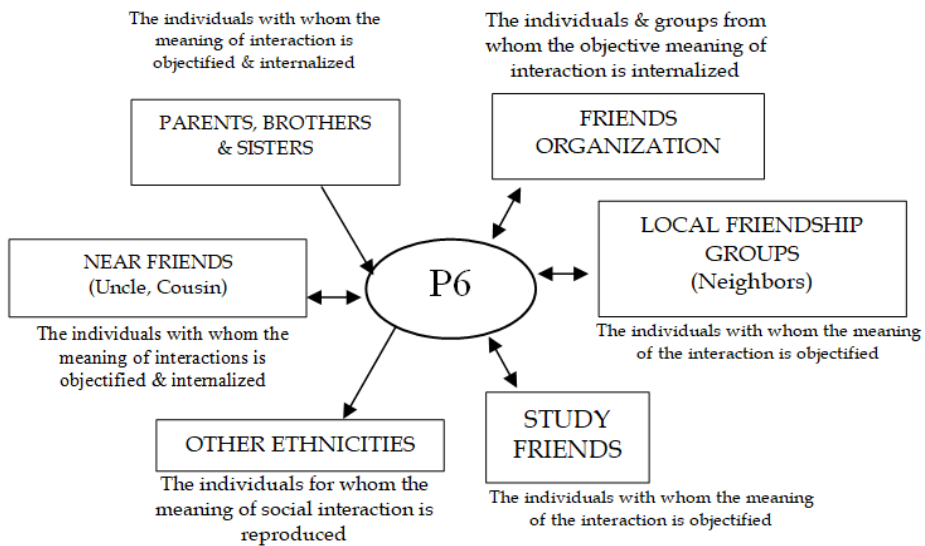 The individuals with whom the
meaning of interaction is
objectified & internalized
PARENTS, BROTHERS
& SISTERS
The individuals & groups from
whom the objective meaning of
interaction is internalized
FRIENDS
ORGANIZATION
LOCAL FRIENDSHIP
GROUPS
(Neighbors)
The individuals with whom the meaning
of the interaction is objectified
NEAR FRIENDS
(Uncle, Cousin)
The individuals with whom the
meaning of interactions is
objectified & internalized
P6
OTHER ETHNICITIES
The individuals for whom the
meaning of social interaction is
reproduced
STUDY
FRIENDS
The individuals with whom the meaning
of the interaction is objectified